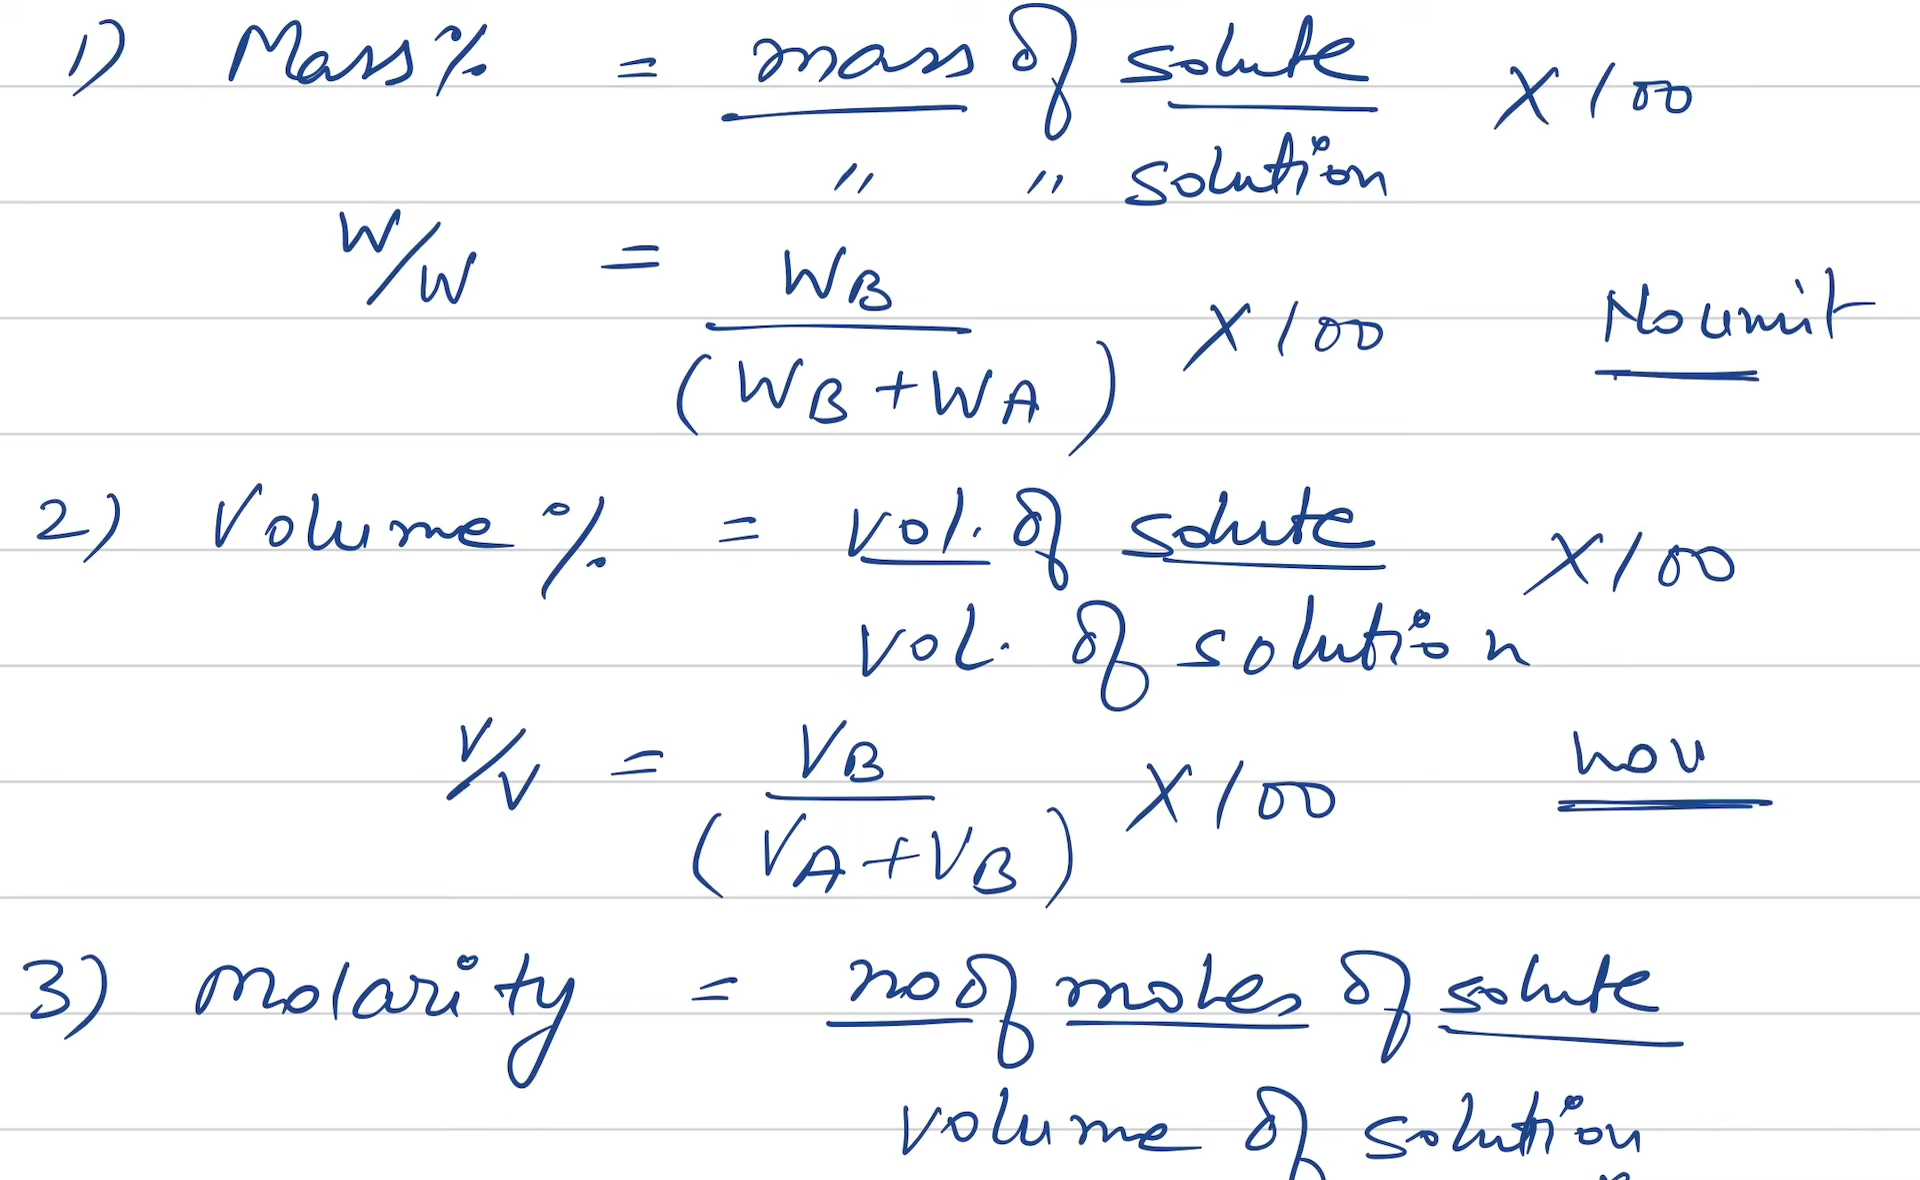 1) Mass % = mass of solute X 100
" " solution
W/W = WB X 100
(WB + WA) No unit
2) Volume % = vol. of solute X 100
vol. of solution
V/V = VB X 100 nou
(VA + VB)
3) Molarity = no of moles of solute
volume of solution